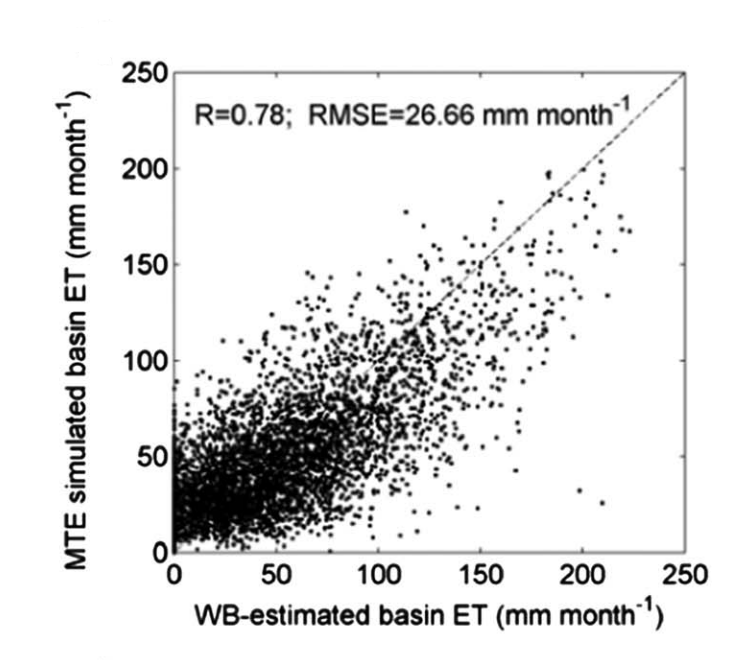 MTE simulated basin ET (mm month-1)
250
200
150
100
50
0
R=0.78; RMSE=26.66 mm month-1
0 50 100 150 200 250
WB-estimated basin ET (mm month-1)